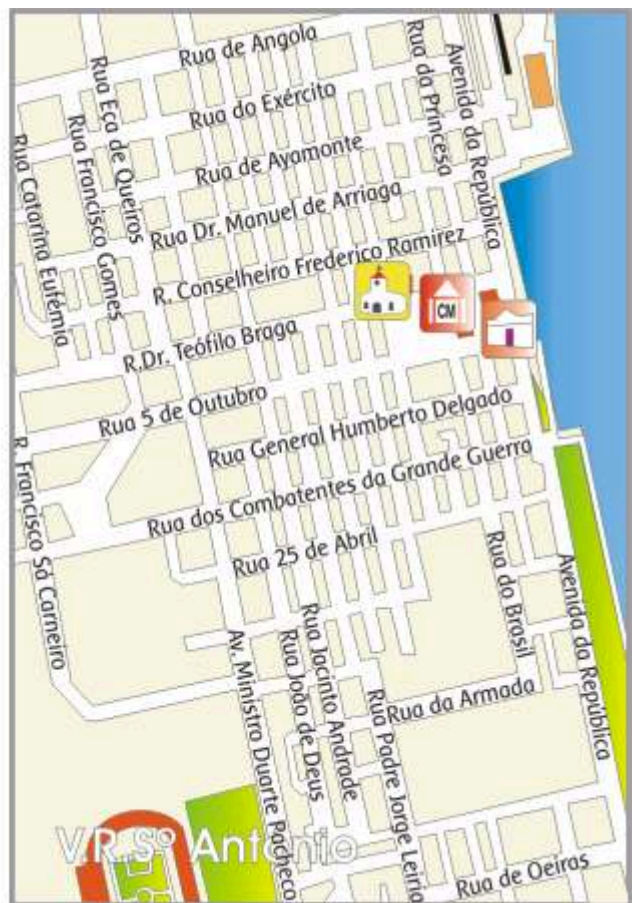 Rua de Angola
Avenida da República
Rua da Princesa
Rua Eça de Queiros
Rua do Exército
Rua Francisco Gomes
Rua Catarina Eufémia
Rua de Ayamonte
Rua Dr. Manuel de Arriaga
R. Conselheiro Frederico Ramirez
CM
R.Dr. Teófilo Braga
Rua 5 de Outubro
Rua General Humberto Delgado
R. Francisco Sá Carneiro
Rua dos Combatentes da Grande Guerra
Rua 25 de Abril
Rua do Brasil
Avenida da República
Av. Ministro Duarte Pacheco
Rua João de Deus
Rua Jacinto Andrade
Rua Padre Jorge Leiria
Rua da Armada
V.R.Sº Antonio
Rua de Oeiras